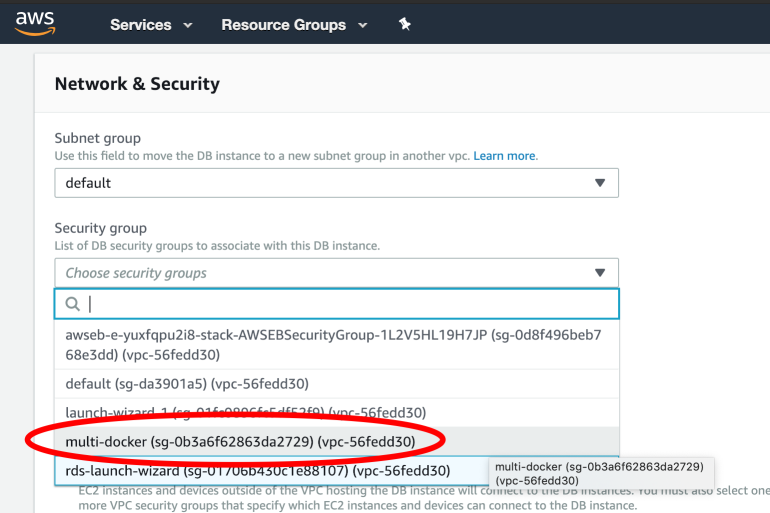 aws
Services
Resource Groups
Network & Security
Subnet group
Use this field to move the DB instance to a new subnet group in another vpc. Learn more.
default
Security group
List of DB security groups to associate with this DB instance.
Choose security groups
awseb-e-yuxfqpu2i8-stack-AWSEBSecurityGroup-1L2V5HL19H7JP (sg-0d8f496beb7
68e3dd) (vpc-56fedd30)
default (sg-da3901a5) (vpc-56fedd30)
launch-wizard-1 (vpc-56fedd30)
multi-docker (sg-0b3a6f62863da2729) (vpc-56fedd30)
rds-launch-wizard (sg-01706b430c1e88107) (vpc-56fedd30)
multi-docker (sg-0b3a6f62863da2729)
(vpc-56fedd30)
EC2 instances and devices outside of the VPC hosting the DB instance will connect to the DB instances. You must also select one
more VPC security groups that specify which EC2 instances and devices can connect to the DB instance.